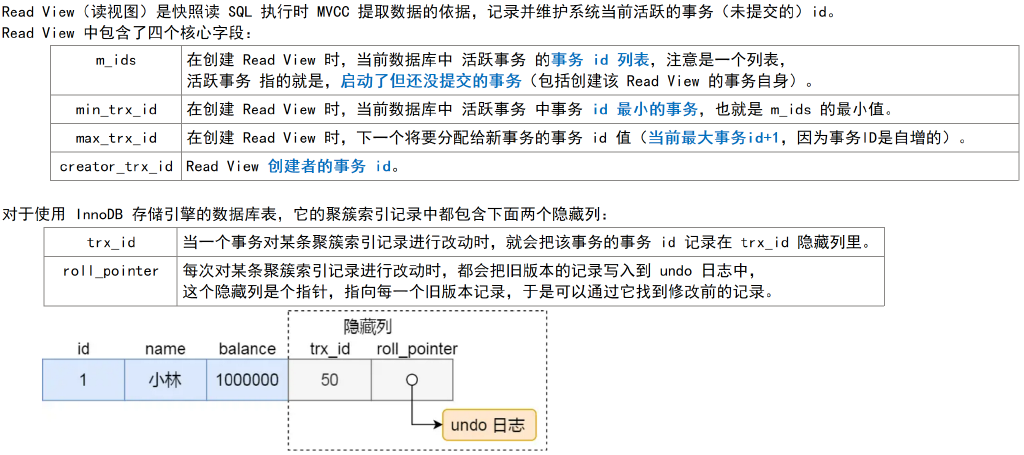 Read View（读视图）是快照读 SQL 执行时 MVCC 提取数据的依据，记录并维护系统当前活跃的事务（未提交的）id。
Read View 中包含了四个核心字段：
m_ids
在创建 Read View 时，当前数据库中 活跃事务 的事务 id 列表，注意是一个列表，
活跃事务 指的就是，启动了但还没提交的事务（包括创建该 Read View 的事务自身）。
min_trx_id
在创建 Read View 时，当前数据库中 活跃事务 中事务 id 最小的事务，也就是 m_ids 的最小值。
max_trx_id
在创建 Read View 时，下一个将要分配给新事务的事务 id 值（当前最大事务id+1，因为事务ID是自增的）。
creator_trx_id
Read View 创建者的事务 id。
对于使用 InnoDB 存储引擎的数据库表，它的聚簇索引记录中都包含下面两个隐藏列：
trx_id
当一个事务对某条聚簇索引记录进行改动时，就会把该事务的事务 id 记录在 trx_id 隐藏列里。
roll_pointer
每次对某条聚簇索引记录进行改动时，都会把旧版本的记录写入到 undo 日志中，
这个隐藏列是个指针，指向每一个旧版本记录，于是可以通过它找到修改前的记录。
隐藏列
id name balance trx_id roll_pointer
1 小林 1000000 50
undo 日志